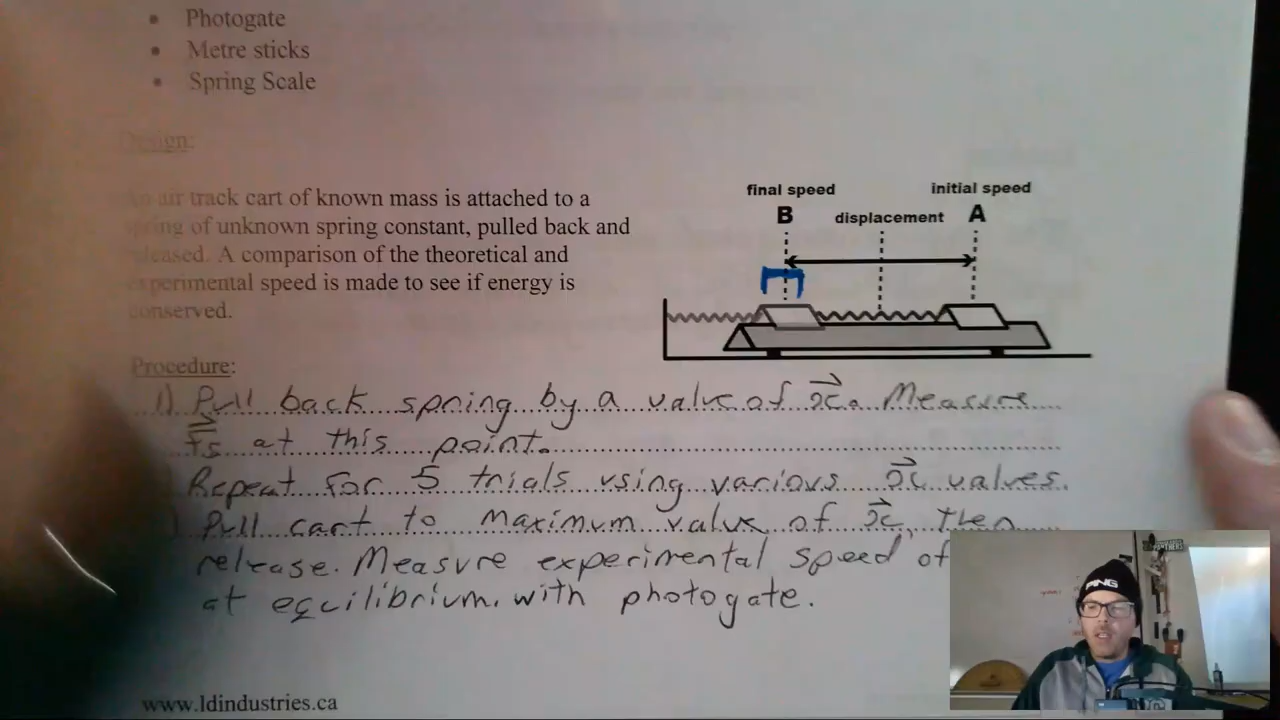 Photogate
Metre sticks
Spring Scale
Design:
An air track cart of known mass is attached to a
spring of unknown spring constant, pulled back and
released. A comparison of the theoretical and
experimental speed is made to see if energy is
conserved.
final speed
initial speed
B
displacement
A
Procedure:
1) Pull back spring by a value of x. Measure
Fs at this point.
Repeat for 5 trials using various x values.
) Pull cart to maximum value of x, then
release. Measure experimental speed of
at equilibrium. with photogate.
www.ldindustries.ca
PING